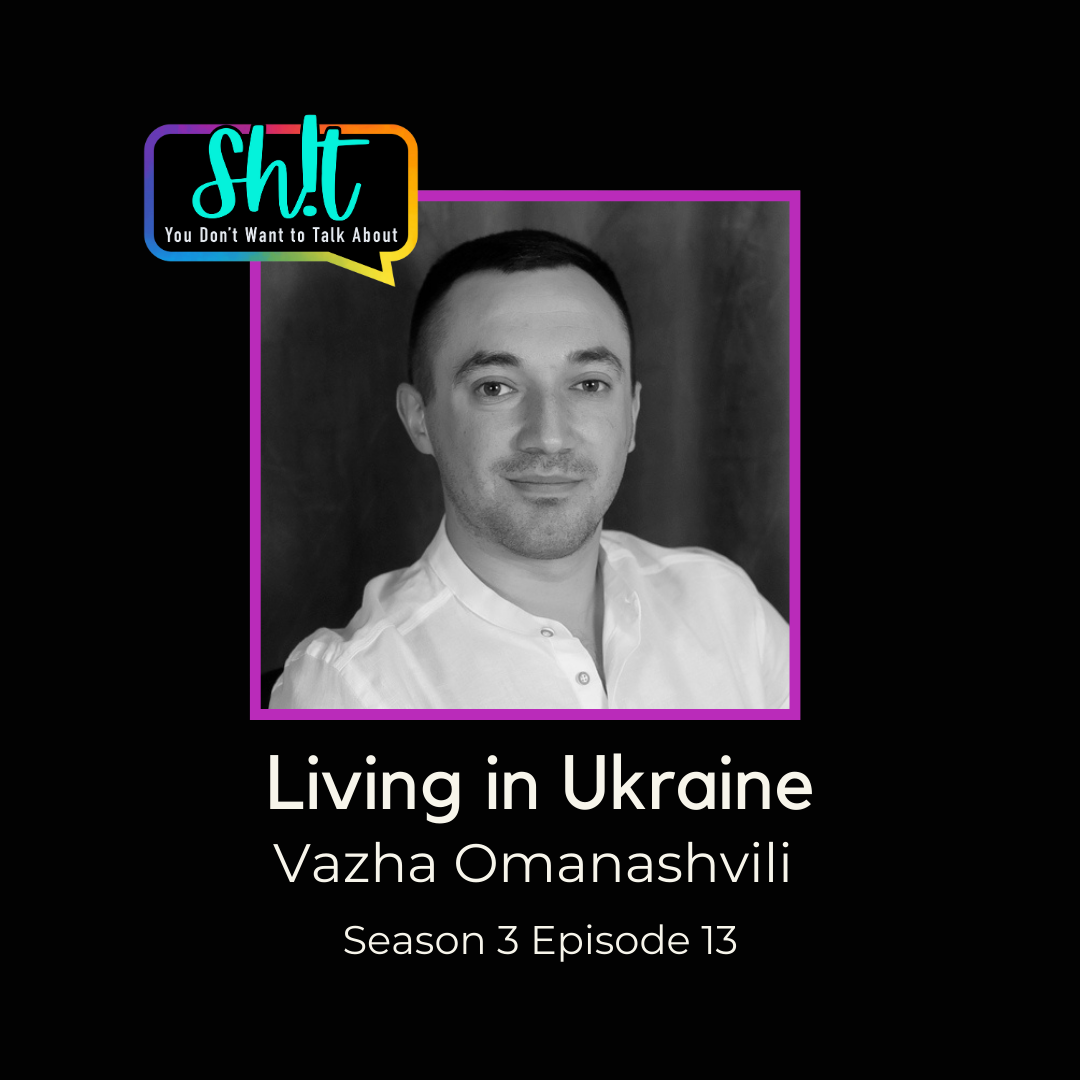 Sh!t
You Don't Want to Talk About
Living in Ukraine
Vazha Omanashvili
Season 3 Episode 13